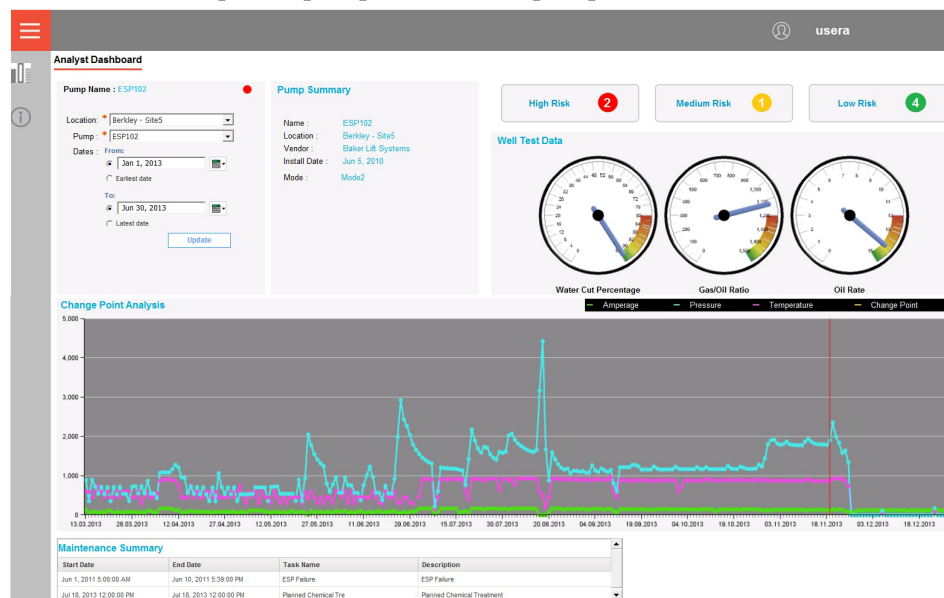 usera
Analyst Dashboard
Pump Name : ESP102
Location: * Berkley - Site5
Pump : * ESP102
Dates : From:
Jan 1, 2013
Earliest date
To:
Jun 30, 2013
Latest date
Update
Pump Summary
Name : ESP102
Location : Berkley - Site5
Vendor : Baker Lift Systems
Install Date : Jun 5, 2010
Mode : Mode2
High Risk 2
Medium Risk 1
Low Risk 4
Well Test Data
Water Cut Percentage
Gas/Oil Ratio
Oil Rate
Change Point Analysis
Amperage Pressure Temperature Change Point
5,000
4,000
3,000
2,000
1,000
0
13.03.2013 28.03.2013 12.04.2013 27.04.2013 12.05.2013 27.05.2013 11.06.2013 29.06.2013 15.07.2013 30.07.2013 20.08.2013 04.09.2013 19.09.2013 04.10.2013 19.10.2013 03.11.2013 18.11.2013 03.12.2013 18.12.2013
Maintenance Summary
Start Date End Date Task Name Description
Jun 1, 2011 5:00:00 AM Jun 10, 2011 5:39:00 PM ESP Failure ESP Failure
Jul 18, 2013 12:00:00 PM Jul 18, 2013 12:00:00 PM Planned Chemical Tre Planned Chemical Treatment